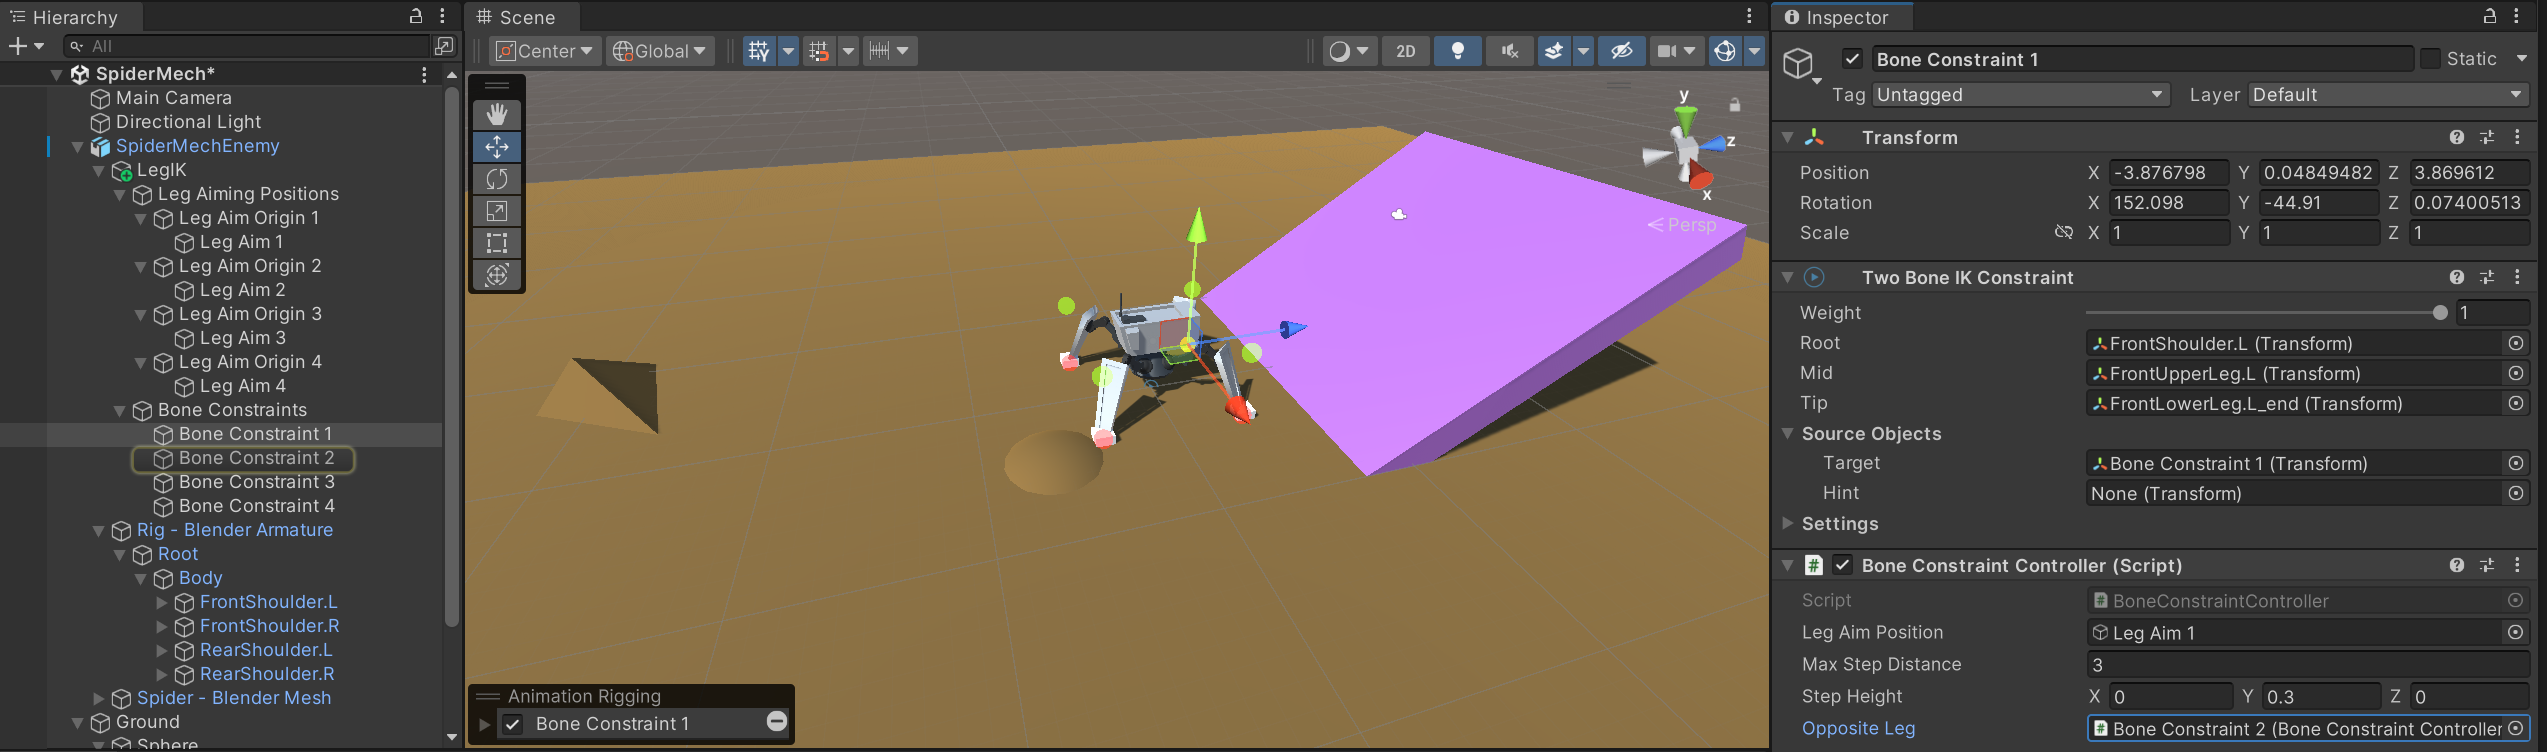 Hierarchy
All
SpiderMech*
Main Camera
Directional Light
SpiderMechEnemy
LegIK
Leg Aiming Positions
Leg Aim Origin 1
Leg Aim 1
Leg Aim Origin 2
Leg Aim 2
Leg Aim Origin 3
Leg Aim 3
Leg Aim Origin 4
Leg Aim 4
Bone Constraints
Bone Constraint 1
Bone Constraint 2
Bone Constraint 3
Bone Constraint 4
Rig - Blender Armature
Root
Body
FrontShoulder.L
FrontShoulder.R
RearShoulder.L
RearShoulder.R
Spider - Blender Mesh
Ground
Sphere
Scene
Center Global 2D
y
z
x
Persp
Animation Rigging
Bone Constraint 1
Inspector
Bone Constraint 1 Static
Tag Untagged Layer Default
Transform
Position X -3.876798 Y 0.04849482 Z 3.869612
Rotation X 152.098 Y -44.91 Z 0.07400513
Scale X 1 Y 1 Z 1
Two Bone IK Constraint
Weight 1
Root FrontShoulder.L (Transform)
Mid FrontUpperLeg.L (Transform)
Tip FrontLowerLeg.L_end (Transform)
Source Objects
Target Bone Constraint 1 (Transform)
Hint None (Transform)
Settings
# Bone Constraint Controller (Script)
Script # BoneConstraintController
Leg Aim Position Leg Aim 1
Max Step Distance 3
Step Height X 0 Y 0.3 Z 0
Opposite Leg # Bone Constraint 2 (Bone Constraint Controller